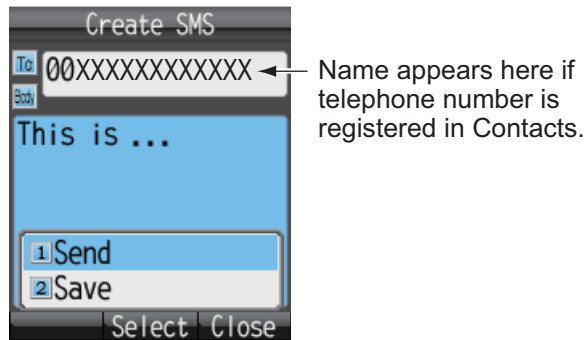 Create SMS
To 00XXXXXXXXXXXX
Body
Name appears here if
telephone number is
registered in Contacts.
This is ...
1 Send
2 Save
Select Close